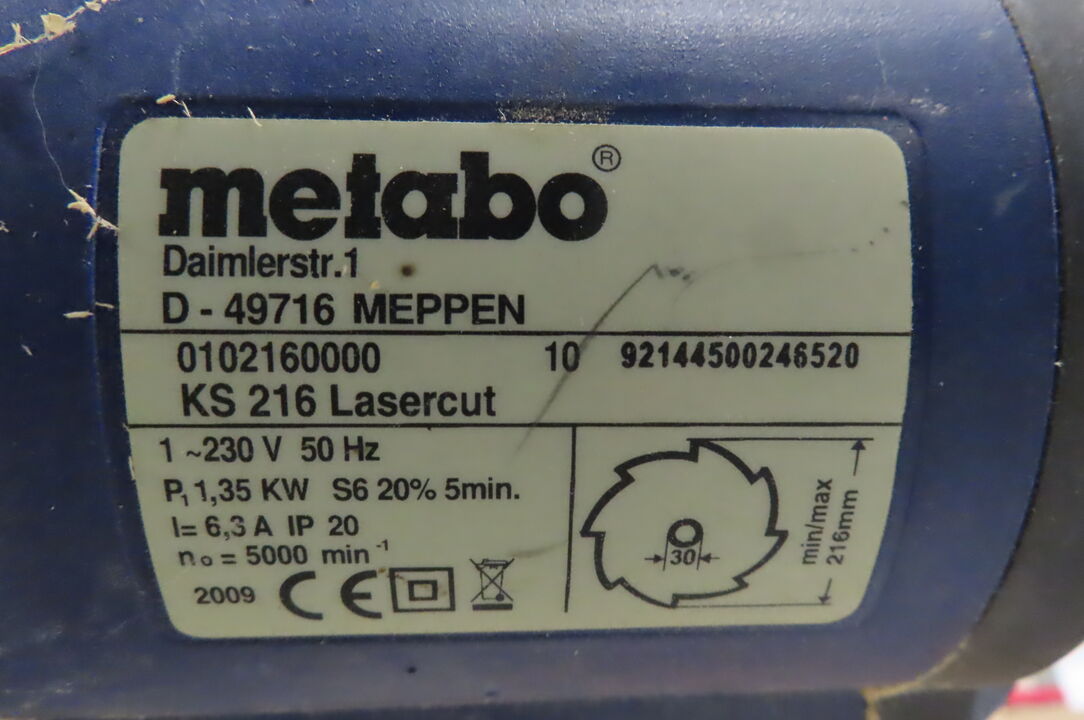 metabo®
Daimlerstr.1
D - 49716 MEPPEN
0102160000 10 92144500246520
KS 216 Lasercut
1 ~230 V 50 Hz
P₁ 1,35 KW S6 20% 5min.
I= 6,3 A IP 20
n₀ = 5000 min⁻¹
2009 CE
30
min/max
216mm